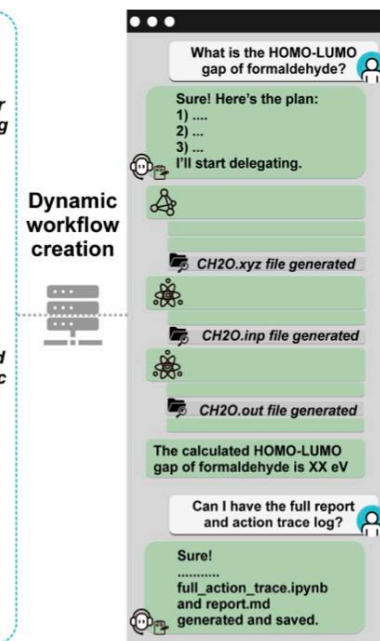 What is the HOMO-LUMO
gap of formaldehyde?
Sure! Here's the plan:
1) ....
2) ...
3) ...
I'll start delegating.
Dynamic
workflow
creation
CH2O.xyz file generated
CH2O.inp file generated
CH2O.out file generated
The calculated HOMO-LUMO
gap of formaldehyde is XX eV
Can I have the full report
and action trace log?
Sure!
...........
full_action_trace.ipynb
and report.md
generated and saved.